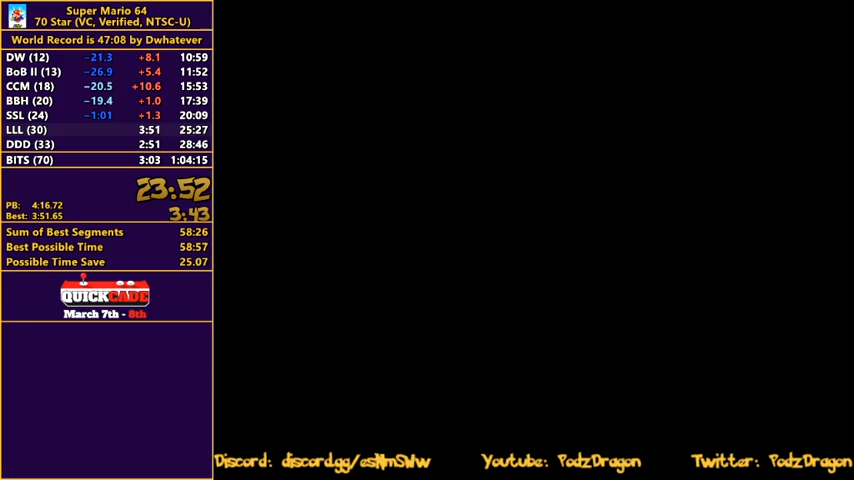 Super Mario 64
70 Star (VC, Verified, NTSC-U)
World Record is 47:08 by Dwhatever
DW (12) -21.3 +8.1 10:59
BoB II (13) -26.9 +5.4 11:52
CCM (18) -20.5 +10.6 15:53
BBH (20) -19.4 +1.0 17:39
SSL (24) -1:01 +1.3 20:09
LLL (30) 3:51 25:27
DDD (33) 2:51 28:46
BITS (70) 3:03 1:04:15
23:52
PB: 4:16.72
Best: 3:51.65
3:43
Sum of Best Segments 58:26
Best Possible Time 58:57
Possible Time Save 25.07
QUICKCADE
March 7th - 8th
Discord: Youtube: PodzDragon Twitter: PodzDragon